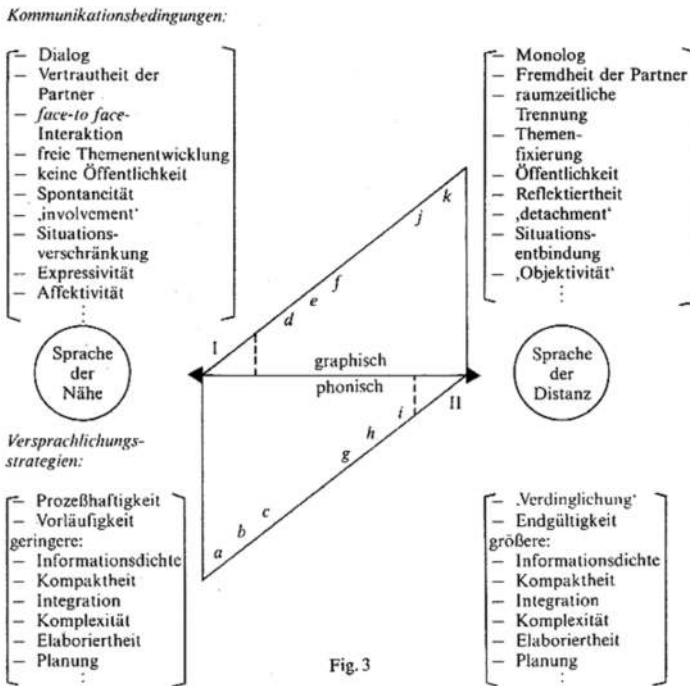 Kommunikationsbedingungen:
– Dialog
– Vertrautheit der
Partner
– face-to face-
Interaktion
– freie Themenentwicklung
– keine Öffentlichkeit
– Spontaneität
– ‚involvement‘
– Situations-
verschränkung
– Expressivität
– Affektivität
⋮
– Monolog
– Fremdheit der Partner
– raumzeitliche
Trennung
– Themen-
fixierung
– Öffentlichkeit
– Reflektiertheit
– ‚detachment‘
– Situations-
entbindung
– ‚Objektivität‘
⋮
k
j
f
e
d
I
Sprache
der
Nähe
graphisch
phonisch
Sprache
der
Distanz
II
i
h
g
c
b
a
Versprachlichungs-
strategien:
– Prozeßhaftigkeit
– Vorläufigkeit
geringere:
– Informationsdichte
– Kompaktheit
– Integration
– Komplexität
– Elaboriertheit
– Planung
⋮
– ‚Verdinglichung‘
– Endgültigkeit
größere:
– Informationsdichte
– Kompaktheit
– Integration
– Komplexität
– Elaboriertheit
– Planung
⋮
Fig. 3